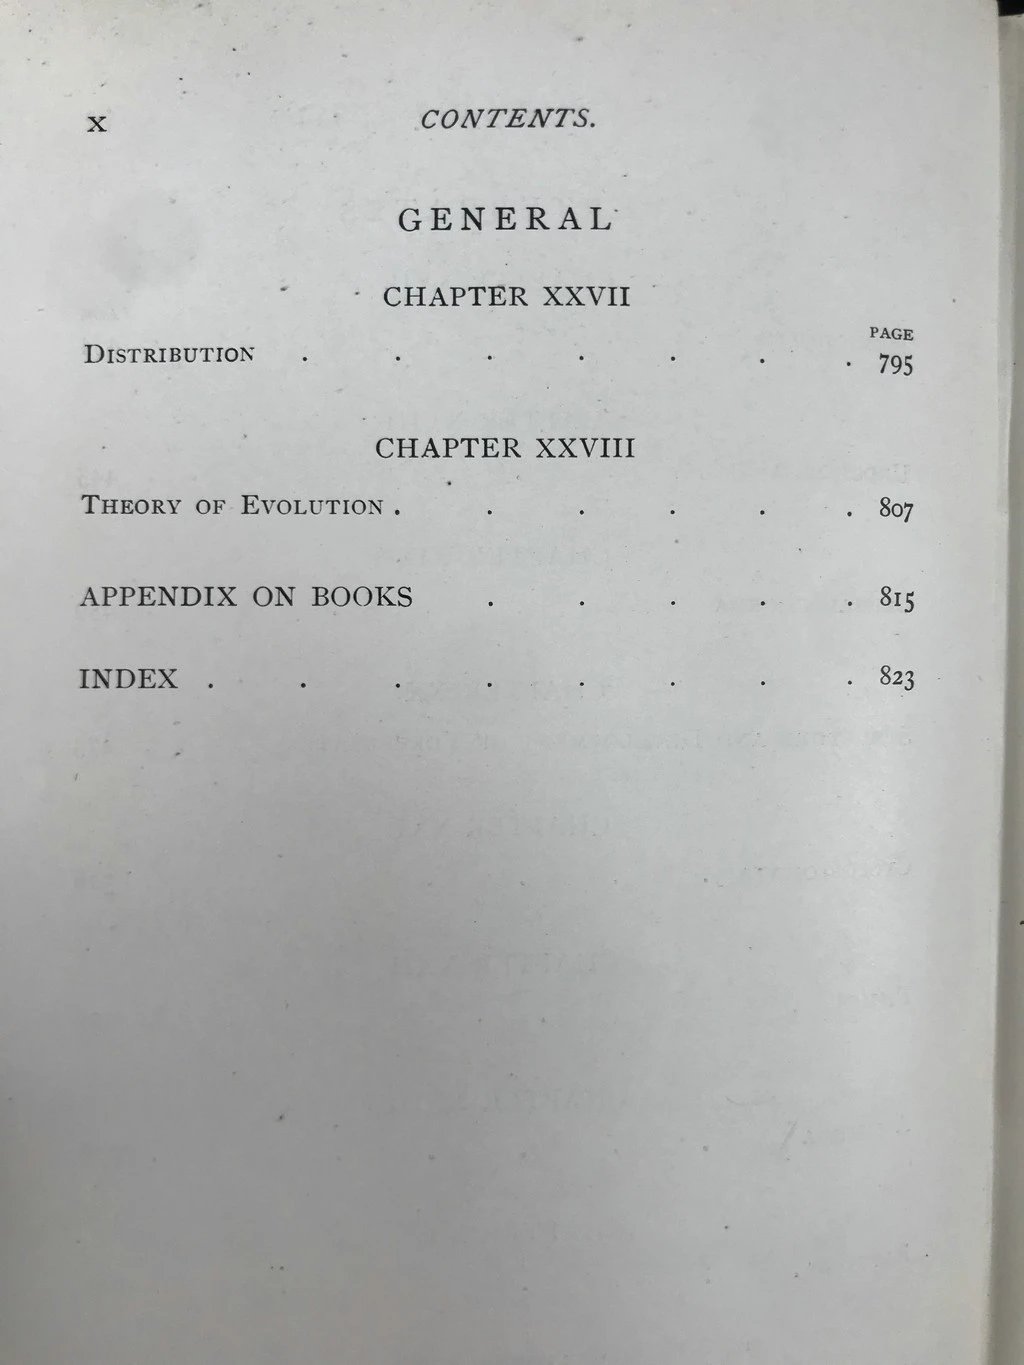 x CONTENTS.
GENERAL
CHAPTER XXVII
PAGE
DISTRIBUTION . . . . . . . 795
CHAPTER XXVIII
THEORY OF EVOLUTION . . . . . . 807
APPENDIX ON BOOKS . . . . . 815
INDEX . . . . . . . . 823